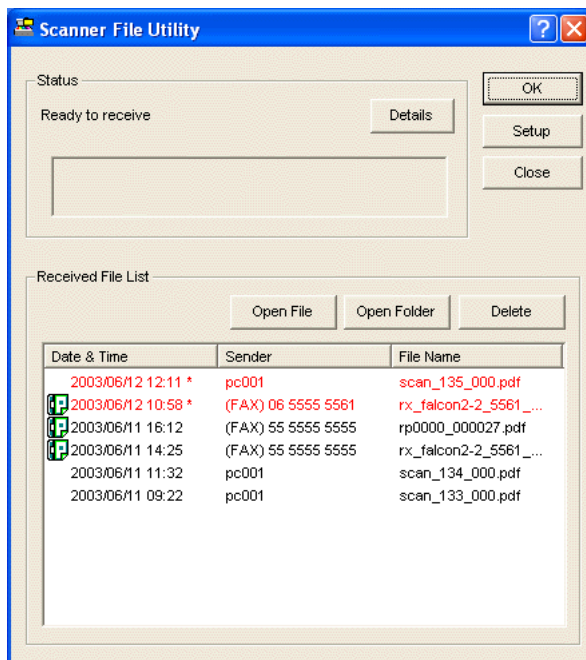 Scanner File Utility
Status
Ready to receive
Details
OK
Setup
Close
Received File List
Open File Open Folder Delete
Date & Time Sender File Name
2003/06/12 12:11 * pc001 scan_135_000.pdf
2003/06/12 10:58 * (FAX) 06 5555 5561 rx_falcon2-2_5561_...
2003/06/11 16:12 (FAX) 55 5555 5555 rp0000_000027.pdf
2003/06/11 14:25 (FAX) 55 5555 5555 rx_falcon2-2_5561_...
2003/06/11 11:32 pc001 scan_134_000.pdf
2003/06/11 09:22 pc001 scan_133_000.pdf